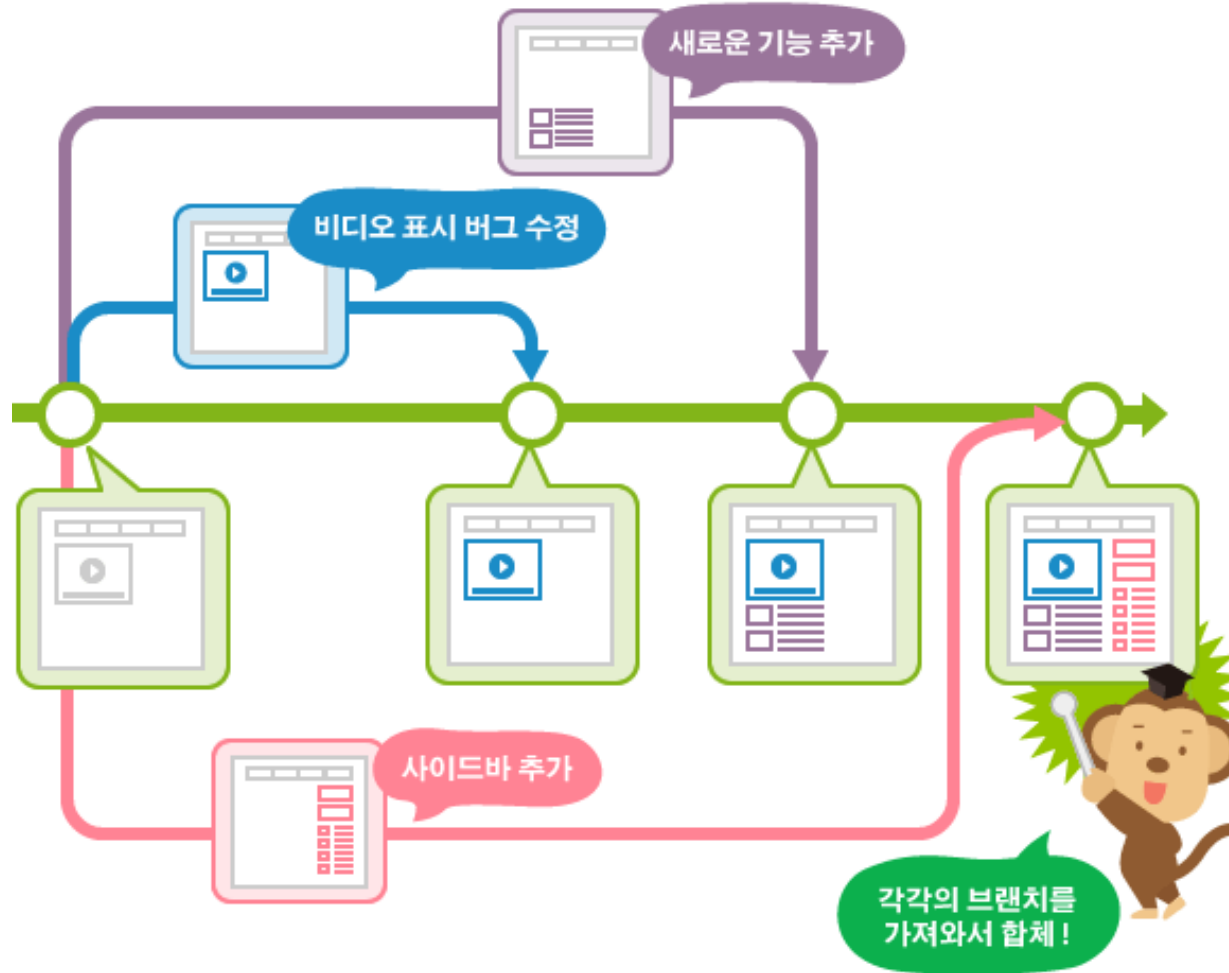 새로운 기능 추가
비디오 표시 버그 수정
사이드바 추가
각각의 브랜치를
가져와서 합체 !